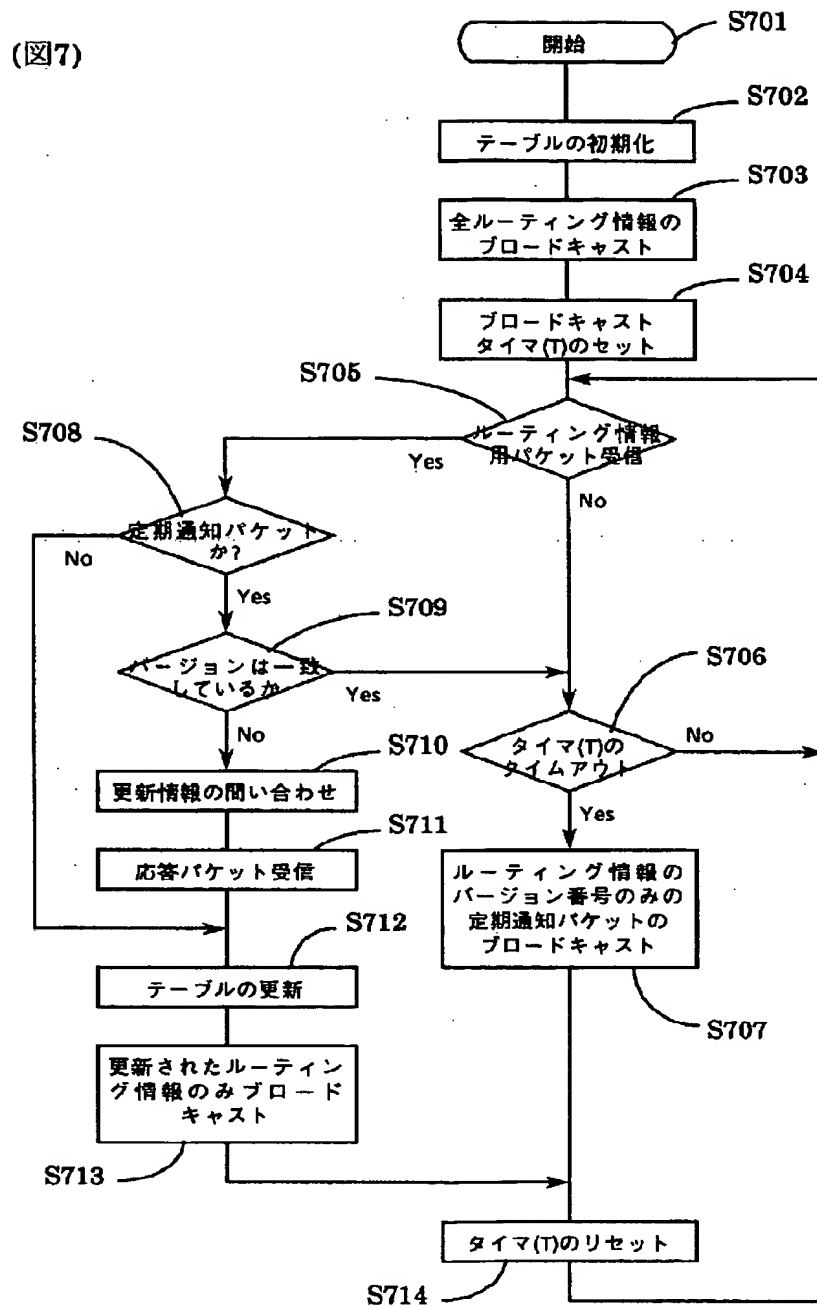 (図7)
S701
開始
S702
テーブルの初期化
S703
全ルーティング情報の
ブロードキャスト
S704
ブロードキャスト
タイマ(T)のセット
S705
ルーティング情報
用パケット受信
Yes
No
S708
定期通知パケット
か?
No
Yes
S709
バージョンは一致
しているか
Yes
No
S706
タイマ(T)の
タイムアウト
No
Yes
S710
更新情報の問い合わせ
S711
応答パケット受信
ルーティング情報の
バージョン番号のみの
定期通知パケットの
ブロードキャスト
S707
S712
テーブルの更新
更新されたルーティ
ング情報のみブロード
キャスト
S713
タイマ(T)のリセット
S714